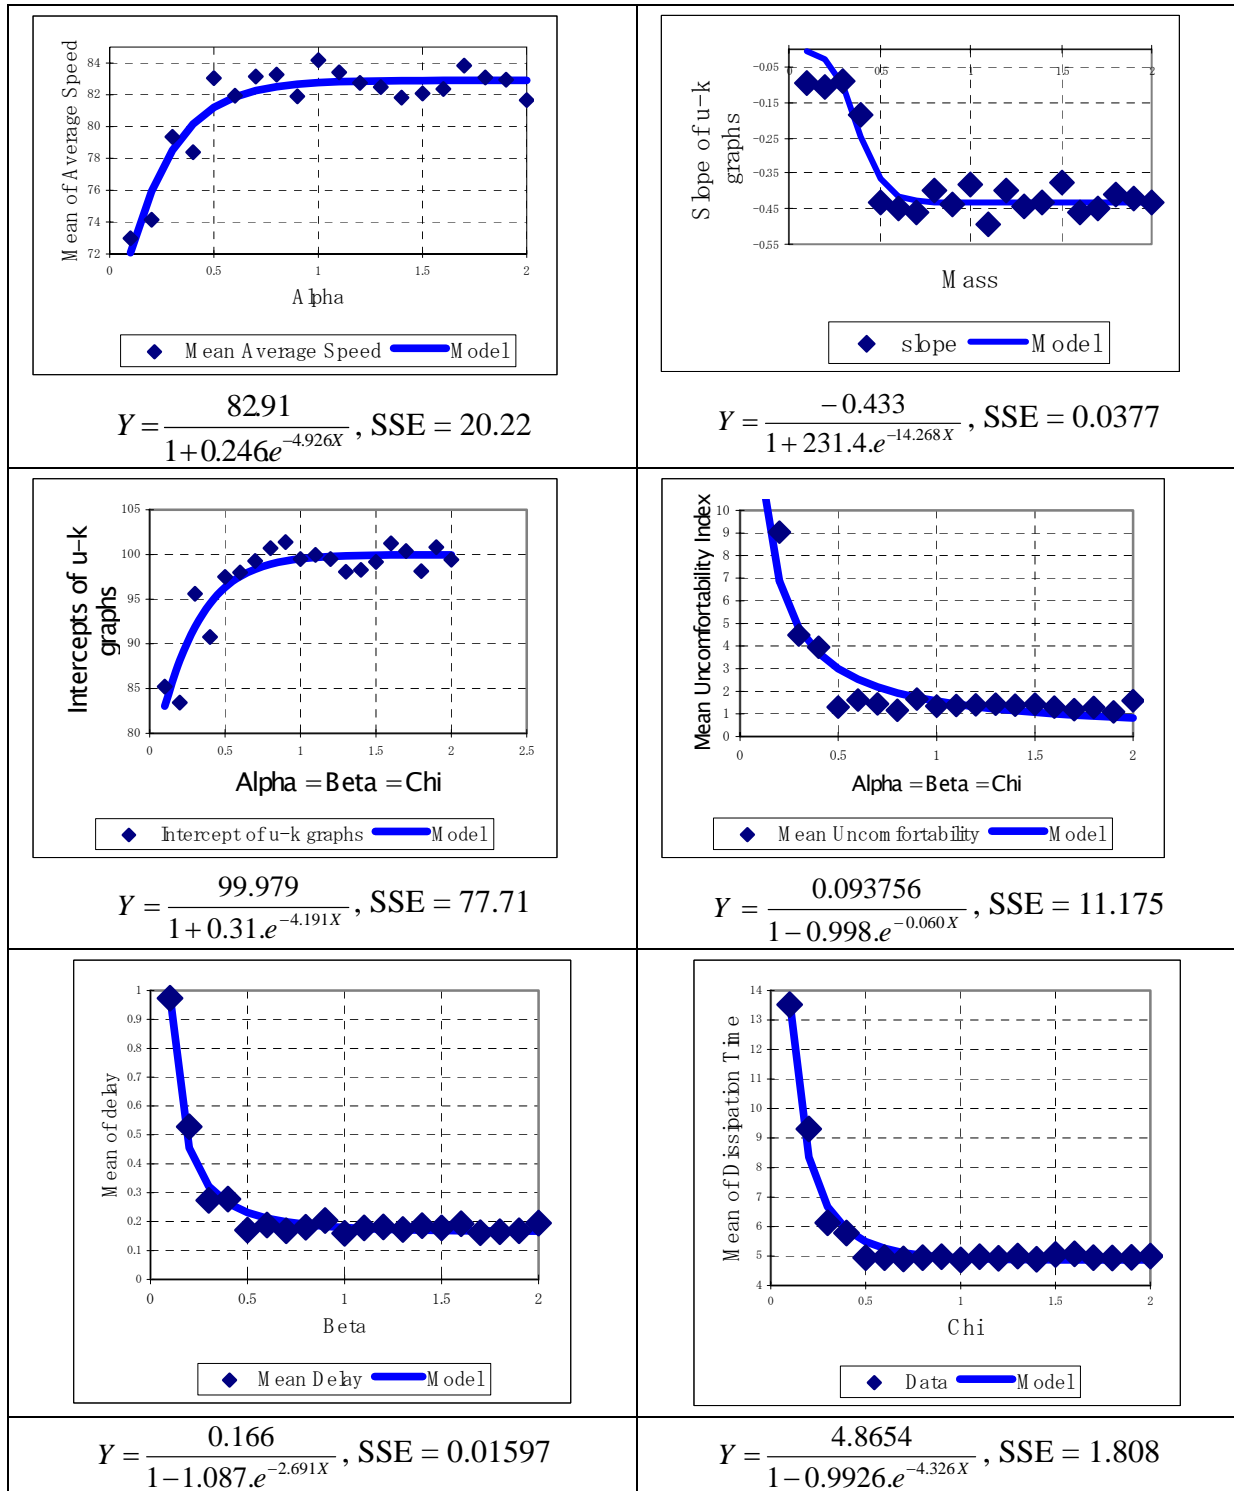 Mean of Average Speed
84
82
80
78
76
74
72
0 0.5 1 1.5 2
Alpha
Mean Average Speed Model
Y = 82.91 / 1+0.246.e^{-4.926X} , SSE = 20.22
Slope of u-k
graphs
0 0.5 1 1.5 2
-0.05
-0.15
-0.25
-0.35
-0.45
-0.55
Mass
slope Model
Y = -0.433 / 1+231.4.e^{-14.268X} , SSE = 0.0377
Intercepts of u-k
graphs
105
100
95
90
85
80
0 0.5 1 1.5 2 2.5
Alpha = Beta = Chi
Intercept of u-k graphs Model
Y = 99.979 / 1+0.31.e^{-4.191X} , SSE = 77.71
Mean Uncomfortability Index
10
9
8
7
6
5
4
3
2
1
0
0 0.5 1 1.5 2
Alpha = Beta = Chi
Mean Uncomfortability Model
Y = 0.093756 / 1-0.998.e^{-0.060X} , SSE = 11.175
Mean of delay
1
0.9
0.8
0.7
0.6
0.5
0.4
0.3
0.2
0.1
0
0 0.5 1 1.5 2
Beta
Mean Delay Model
Y = 0.166 / 1-1.087.e^{-2.691X} , SSE = 0.01597
Mean of Dissipation Time
14
13
12
11
10
9
8
7
6
5
4
0 0.5 1 1.5 2
Chi
Data Model
Y = 4.8654 / 1-0.9926.e^{-4.326X} , SSE = 1.808